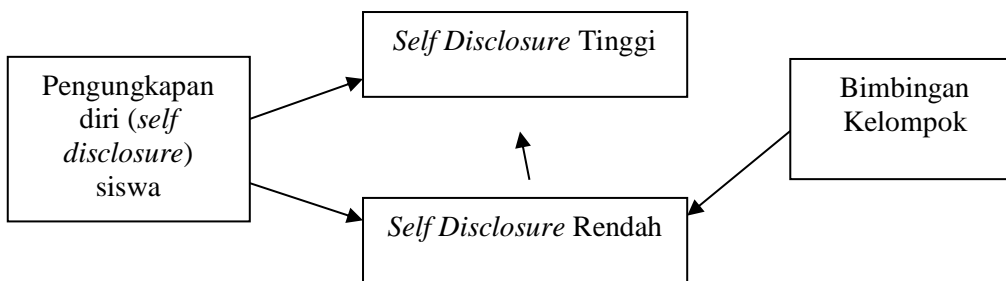 Self Disclosure Tinggi
Pengungkapan
diri (self
disclosure)
siswa
Bimbingan
Kelompok
Self Disclosure Rendah